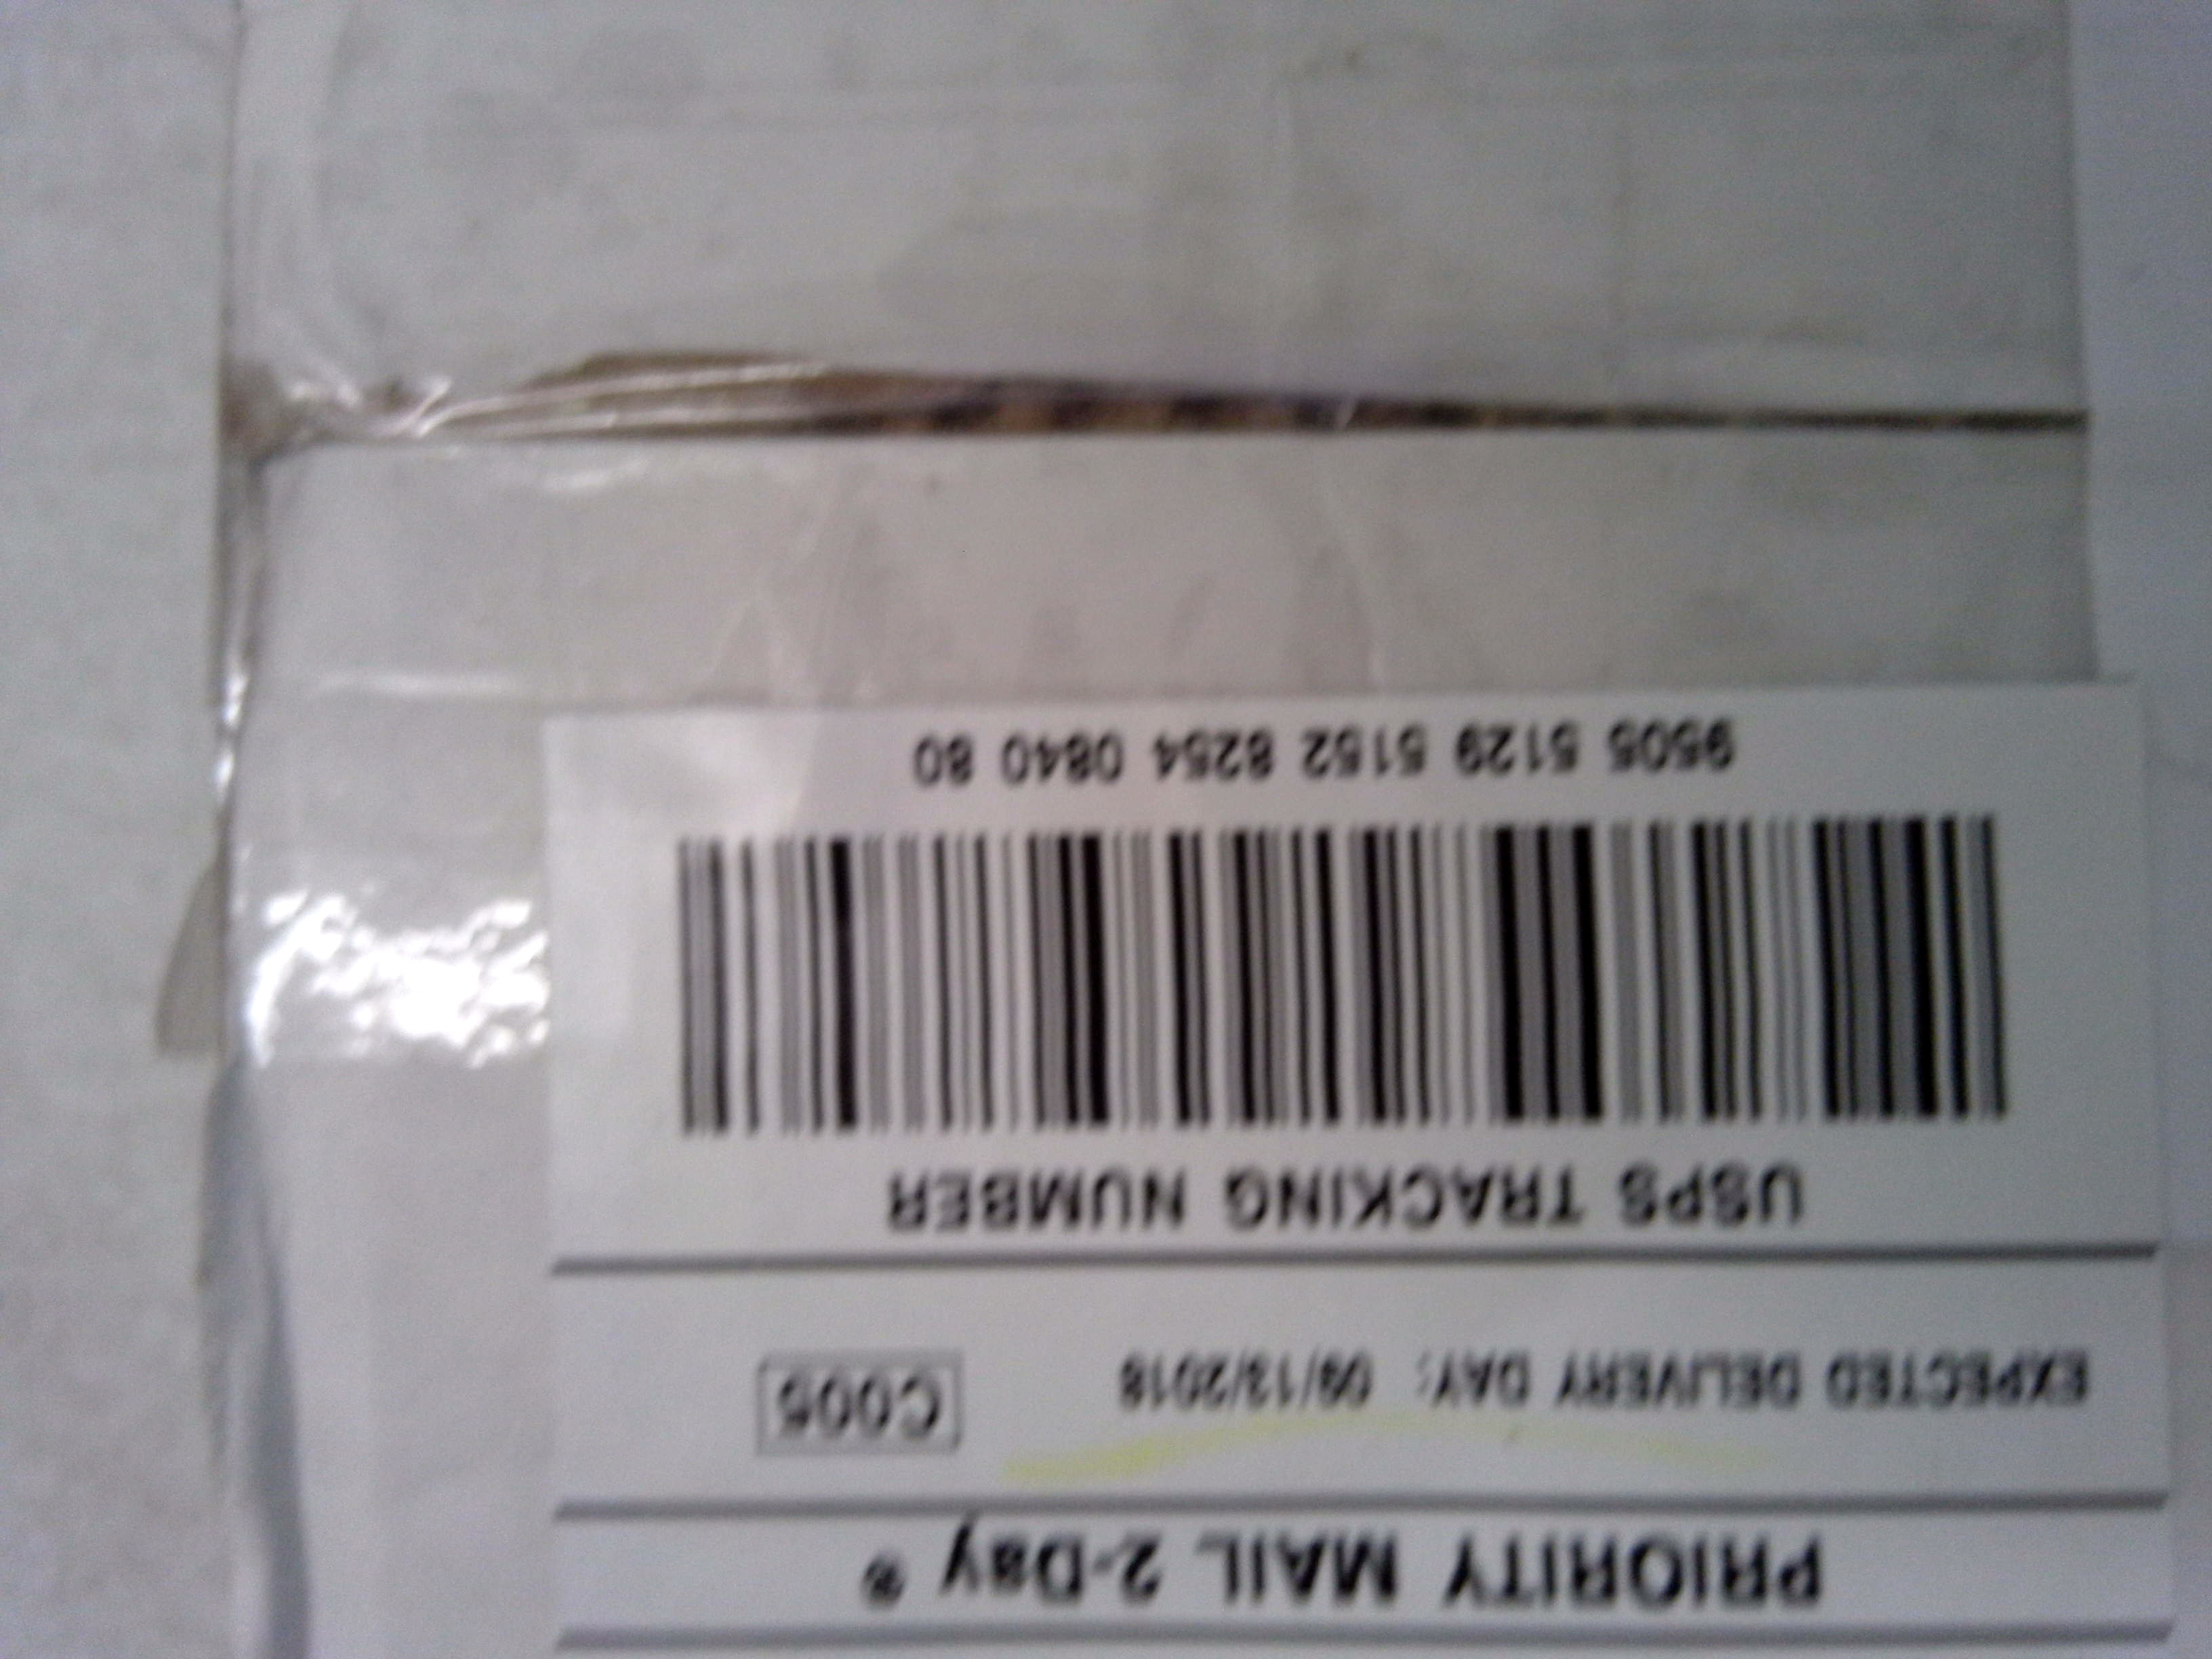 PRIORITY MAIL 2-Day ®
EXPECTED DELIVERY DAY: 09/13/2018
C005
USPS TRACKING NUMBER
9505 5129 5152 8254 0840 80